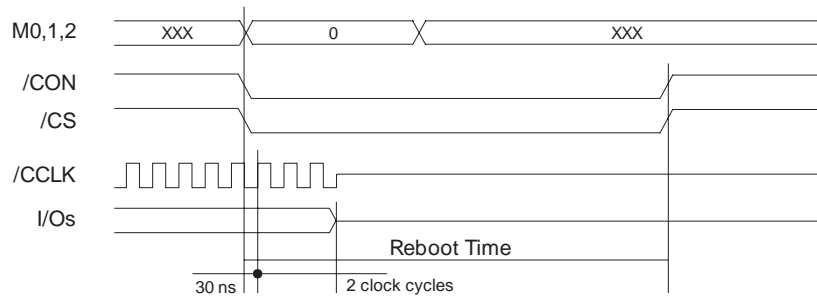 M0,1,2 XXX 0 XXX
/CON
/CS
/CCLK
I/Os
Reboot Time
30 ns 2 clock cycles